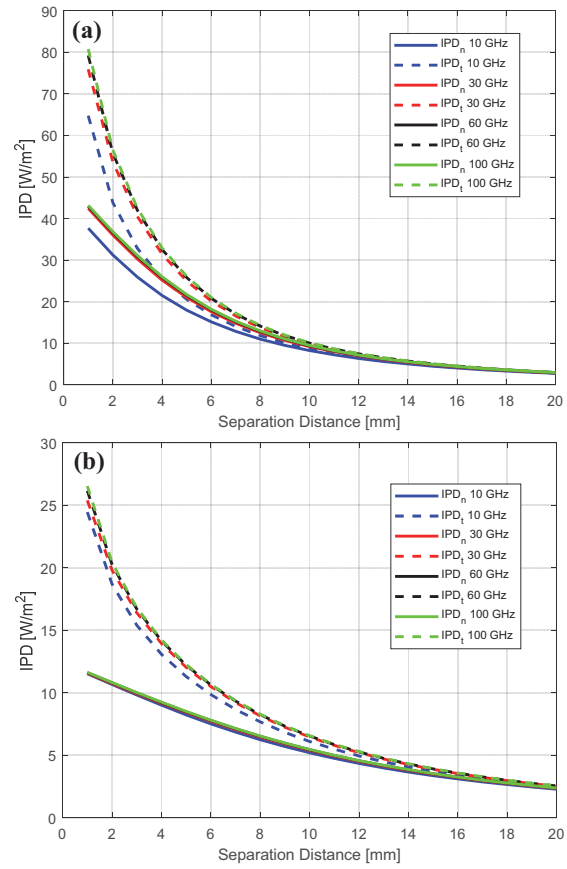 (a)
90
80
70
60
50
40
30
20
10
0
IPD [W/m²]
IPDₙ 10 GHz
IPDₜ 10 GHz
IPDₙ 30 GHz
IPDₜ 30 GHz
IPDₙ 60 GHz
IPDₜ 60 GHz
IPDₙ 100 GHz
IPDₜ 100 GHz
0 2 4 6 8 10 12 14 16 18 20
Separation Distance [mm]
(b)
30
25
20
15
10
5
0
IPD [W/m²]
IPDₙ 10 GHz
IPDₜ 10 GHz
IPDₙ 30 GHz
IPDₜ 30 GHz
IPDₙ 60 GHz
IPDₜ 60 GHz
IPDₙ 100 GHz
IPDₜ 100 GHz
0 2 4 6 8 10 12 14 16 18 20
Separation Distance [mm]